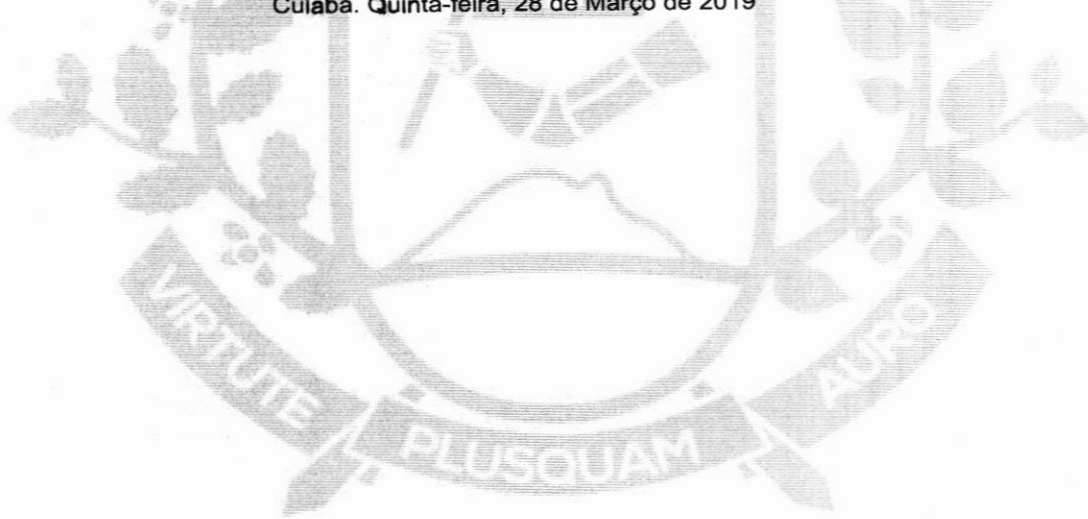 Cuiabá. Quinta-feira, 28 de Março de 2019
VIRTUTE PLUSQUAM AURO